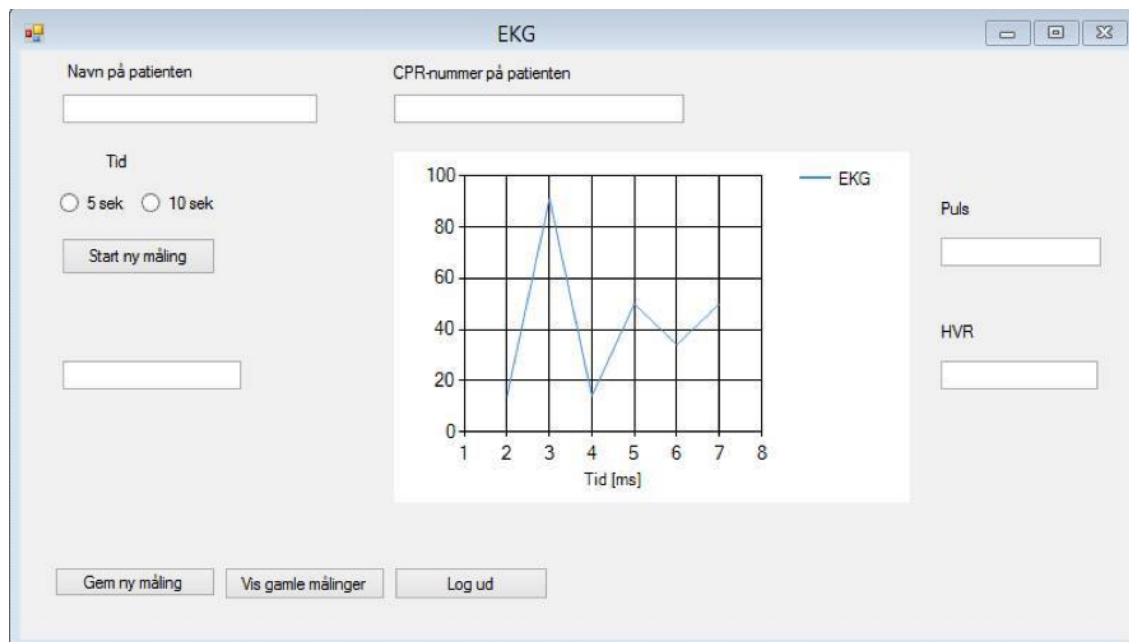 EKG
Navn på patienten
CPR-nummer på patienten
Tid
5 sek
10 sek
Start ny måling
100
80
60
40
20
0
1 2 3 4 5 6 7 8
Tid [ms]
EKG
Puls
HVR
Gem ny måling
Vis gamle målinger
Log ud